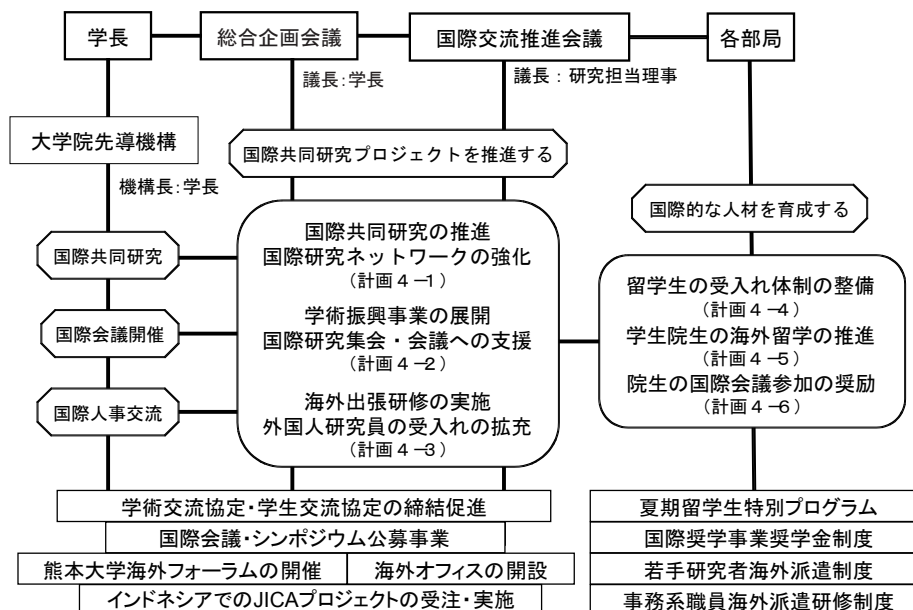 学長
総合企画会議
国際交流推進会議
各部局
議長:学長
議長：研究担当理事
大学院先導機構
機構長:学長
国際共同研究プロジェクトを推進する
国際的な人材を育成する
国際共同研究
国際会議開催
国際人事交流
国際共同研究の推進
国際研究ネットワークの強化
(計画４－1)
学術振興事業の展開
国際研究集会・会議への支援
(計画４－2)
海外出張研修の実施
外国人研究員の受入れの拡充
(計画４－3)
留学生の受入れ体制の整備
(計画４－4)
学生院生の海外留学の推進
(計画４－5)
院生の国際会議参加の奨励
(計画４－6)
学術交流協定・学生交流協定の締結促進
国際会議・シンポジウム公募事業
熊本大学海外フォーラムの開催
海外オフィスの開設
インドネシアでのJICAプロジェクトの受注・実施
夏期留学生特別プログラム
国際奨学事業奨学金制度
若手研究者海外派遣制度
事務系職員海外派遣研修制度